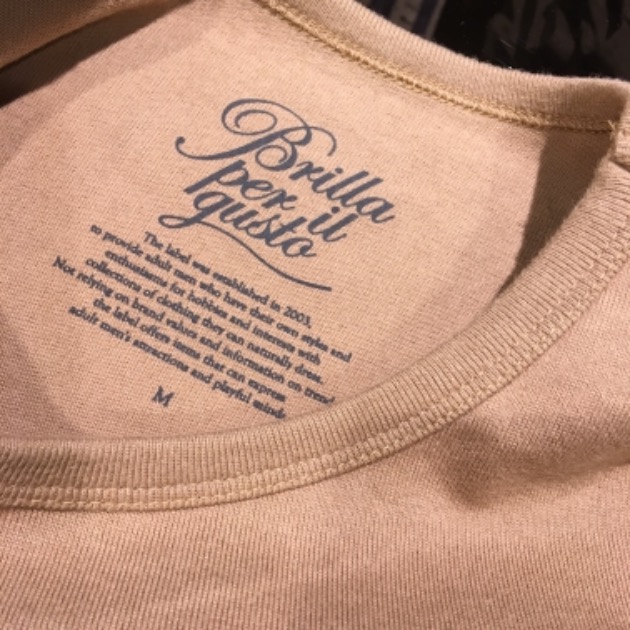 Brilla
per il
gusto
The label was established in 2003,
to provide adult men who have their own styles and
enthusiasms for hobbies and interests with
collections of clothing they can naturally dress.
Not relying on brand values and information on trend
the label offers items that can express
adult men's attractions and playful minds
M